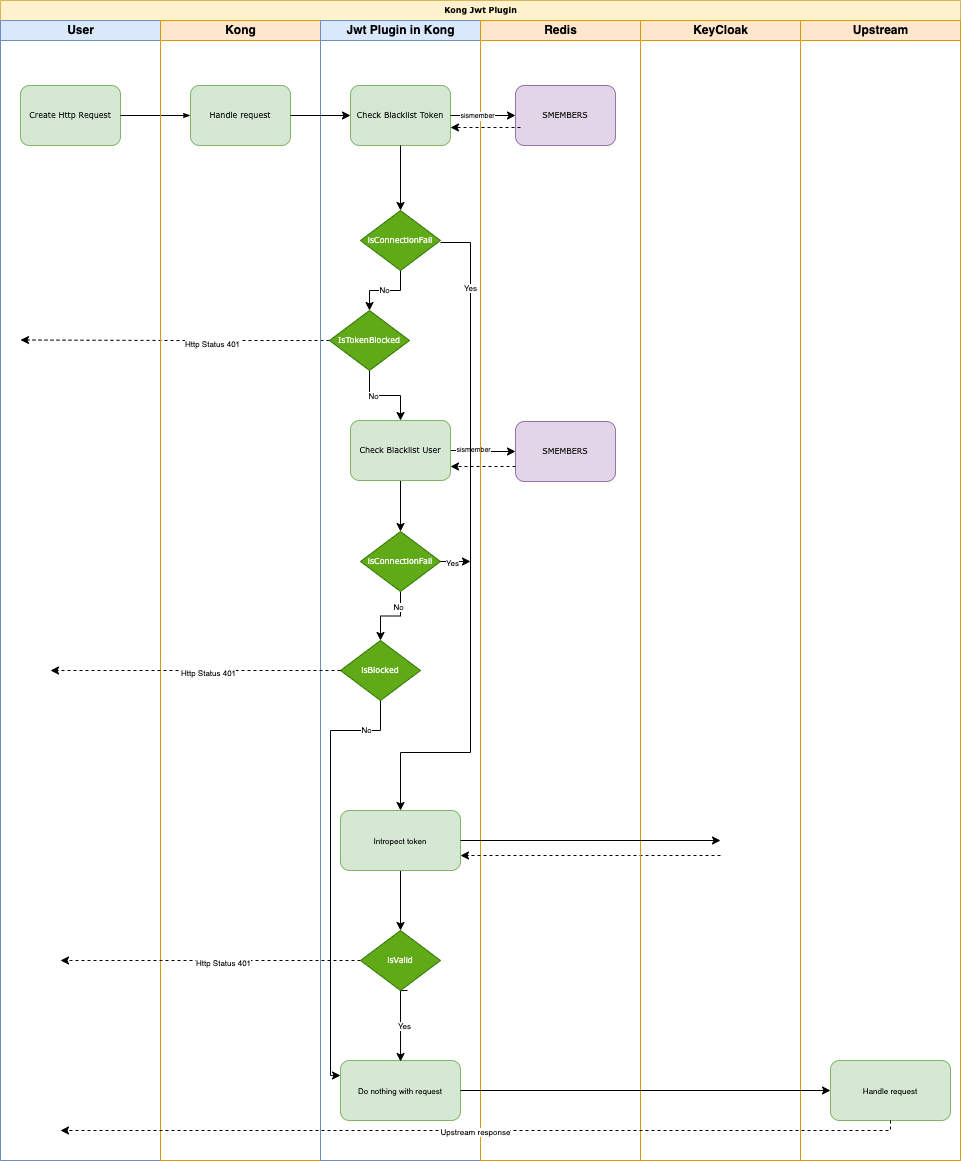 Kong Jwt Plugin
User
Kong
Jwt Plugin in Kong
Redis
KeyCloak
Upstream
Create Http Request
Handle request
Check Blacklist Token
sismember
SMEMBERS
isConnectionFail
Yes
No
IsTokenBlocked
Http Status 401
No
Check Blacklist User
sismember
SMEMBERS
isConnectionFail
Yes
No
isBlocked
Http Status 401
No
Intropect token
isValid
Http Status 401
Yes
Do nothing with request
Handle request
Upstream response